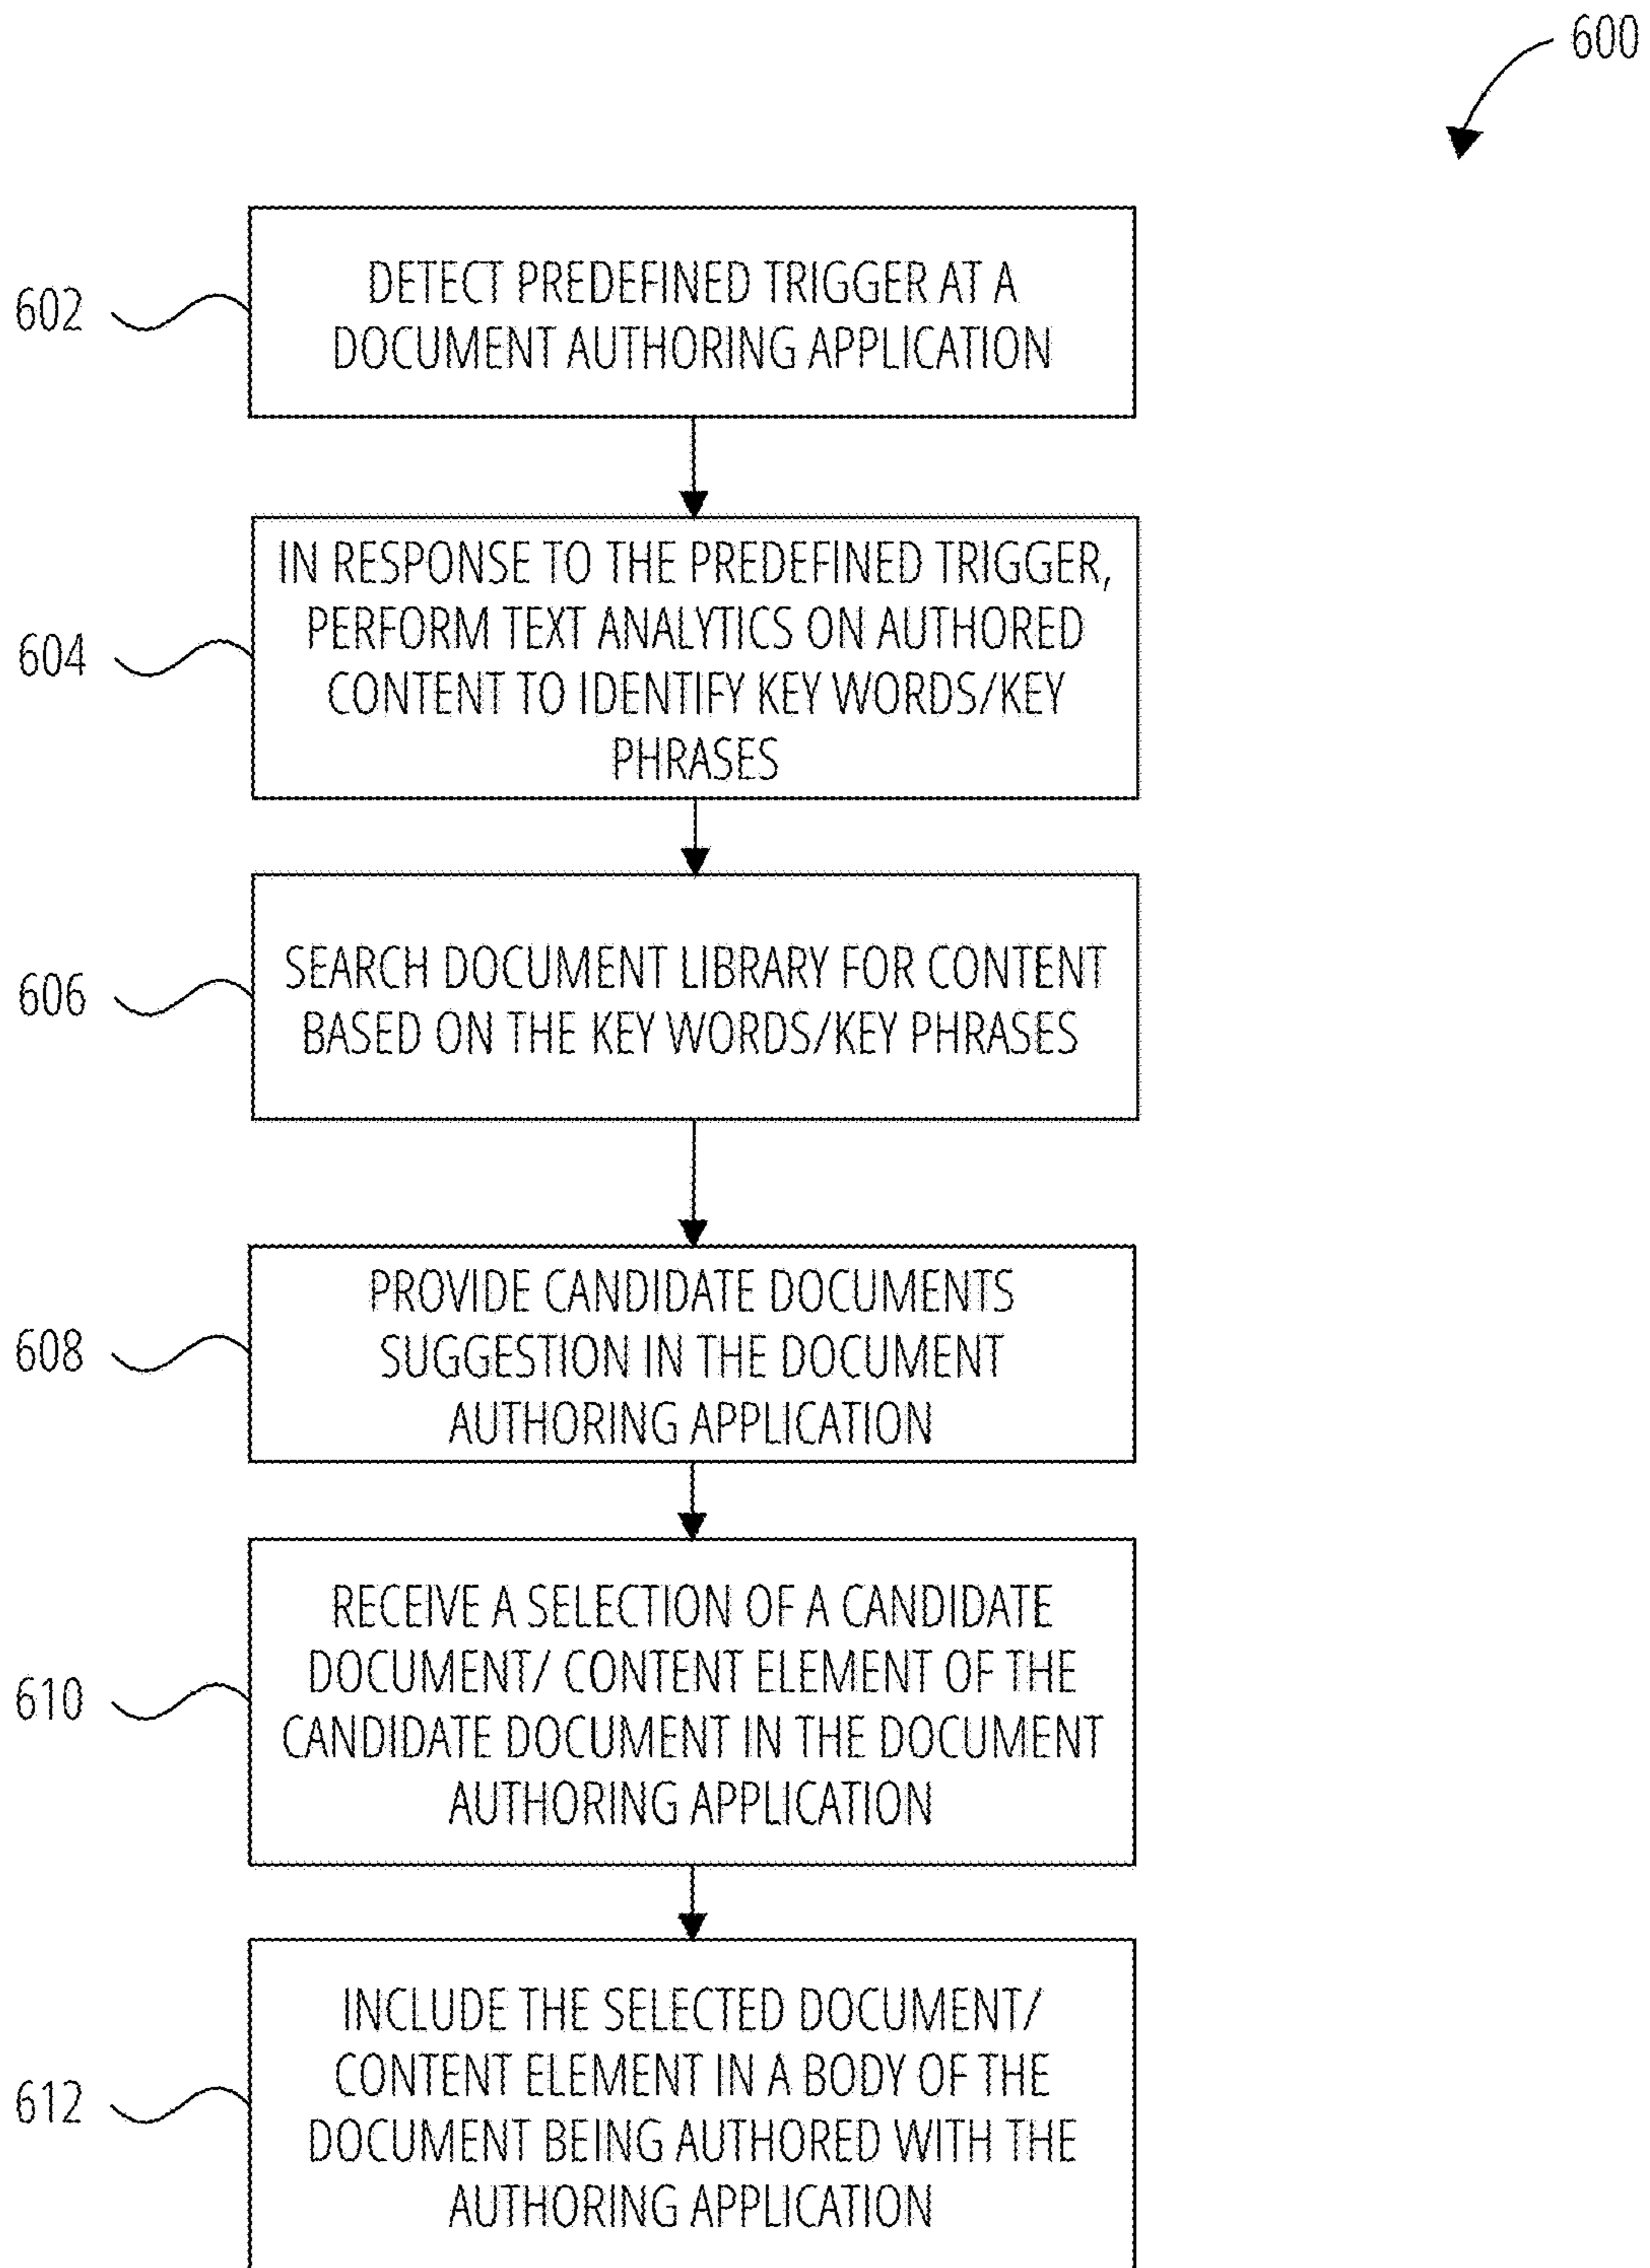 600
602
DETECT PREDEFINED TRIGGER AT A
DOCUMENT AUTHORING APPLICATION
604
IN RESPONSE TO THE PREDEFINED TRIGGER,
PERFORM TEXT ANALYTICS ON AUTHORED
CONTENT TO IDENTIFY KEY WORDS/KEY
PHRASES
606
SEARCH DOCUMENT LIBRARY FOR CONTENT
BASED ON THE KEY WORDS/KEY PHRASES
608
PROVIDE CANDIDATE DOCUMENTS
SUGGESTION IN THE DOCUMENT
AUTHORING APPLICATION
610
RECEIVE A SELECTION OF A CANDIDATE
DOCUMENT/ CONTENT ELEMENT OF THE
CANDIDATE DOCUMENT IN THE DOCUMENT
AUTHORING APPLICATION
612
INCLUDE THE SELECTED DOCUMENT/
CONTENT ELEMENT IN A BODY OF THE
DOCUMENT BEING AUTHORED WITH THE
AUTHORING APPLICATION